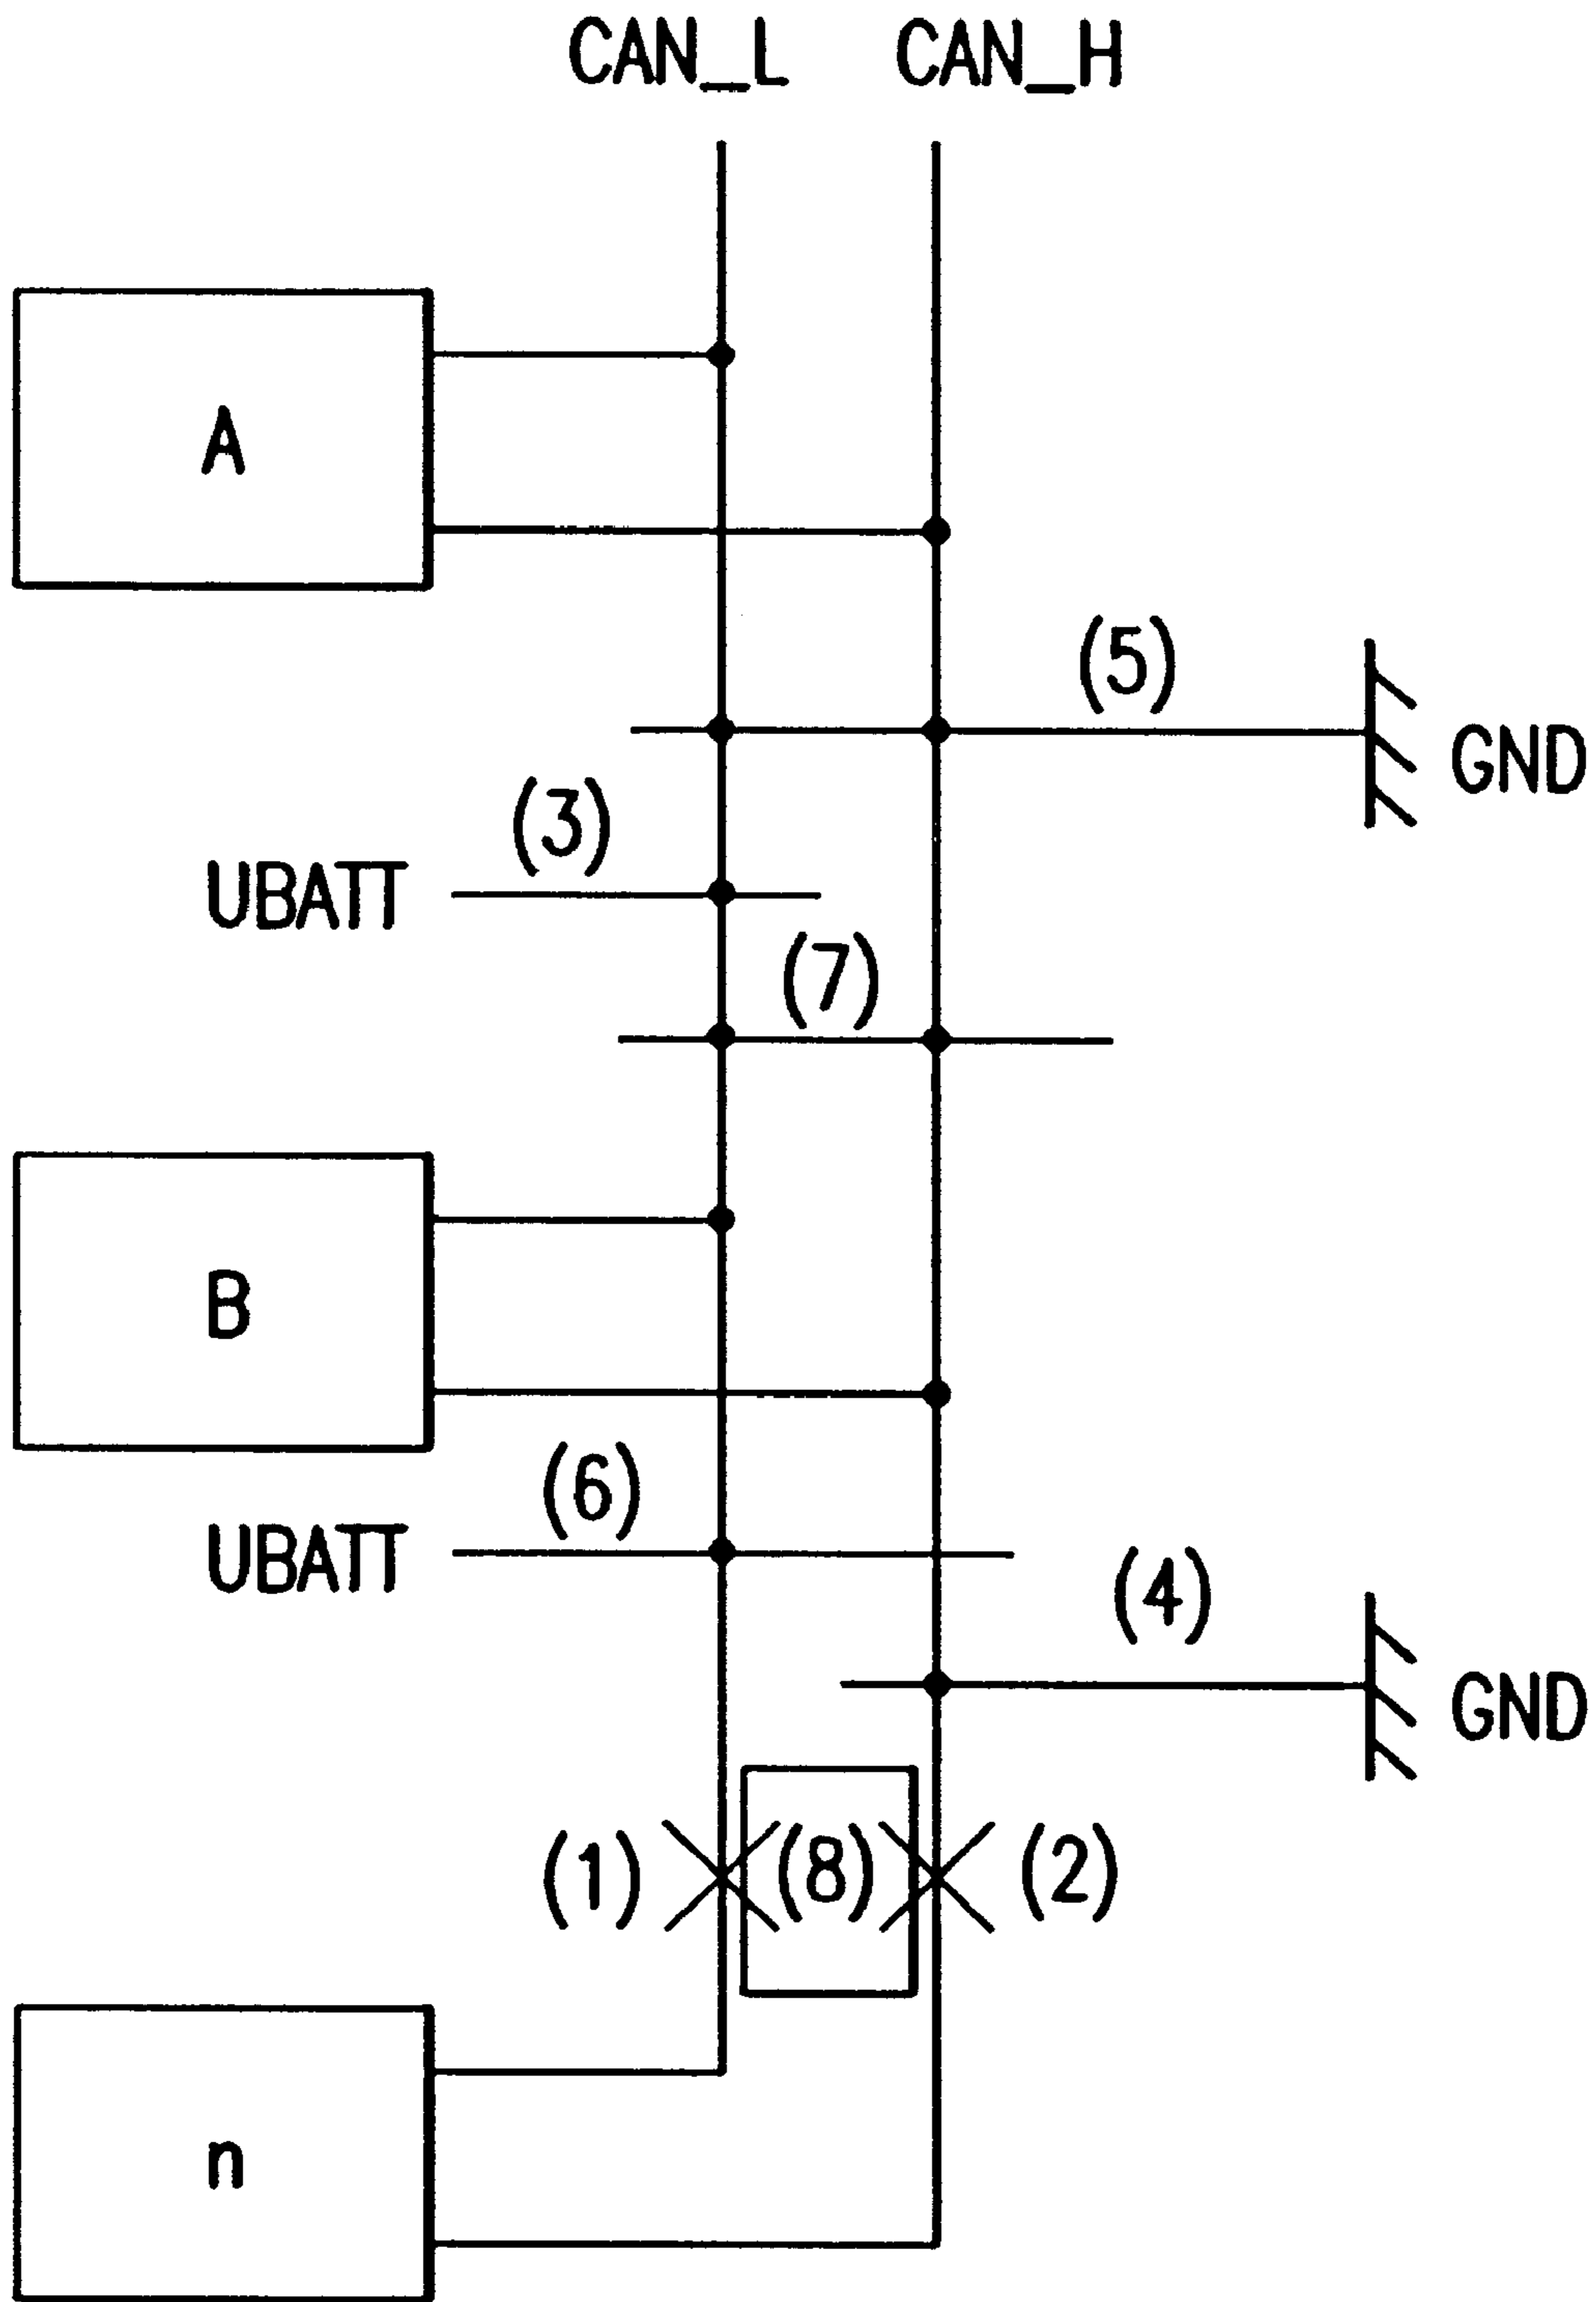 CAN_L CAN_H
A
(5)
GND
(3)
UBATT
(7)
B
(6)
UBATT
(4)
GND
(1) (8) (2)
n